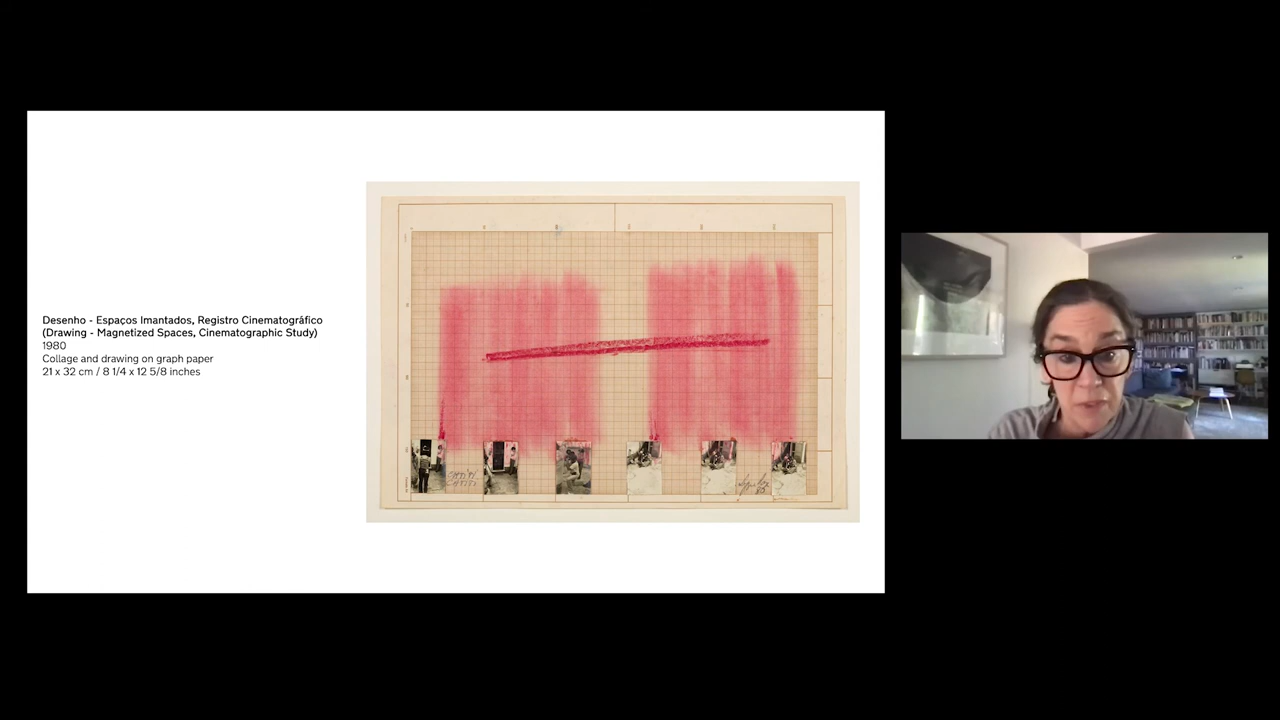 Desenho - Espaços Imantados, Registro Cinematográfico
(Drawing - Magnetized Spaces, Cinematographic Study)
1980
Collage and drawing on graph paper
21 x 32 cm / 8 1/4 x 12 5/8 inches